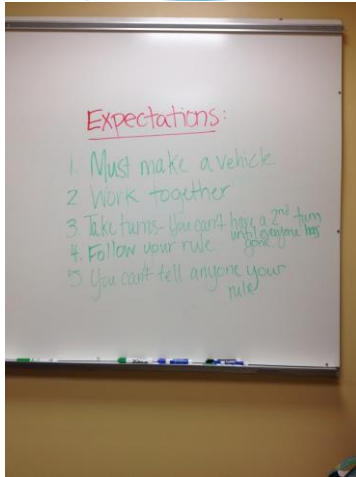 Expectations:
1. Must make a vehicle
2 Work together
3. Take turns - You can't have a 2nd turn
until everyone has
gone.
4. Follow your rule
5 You can't tell anyone your
rule